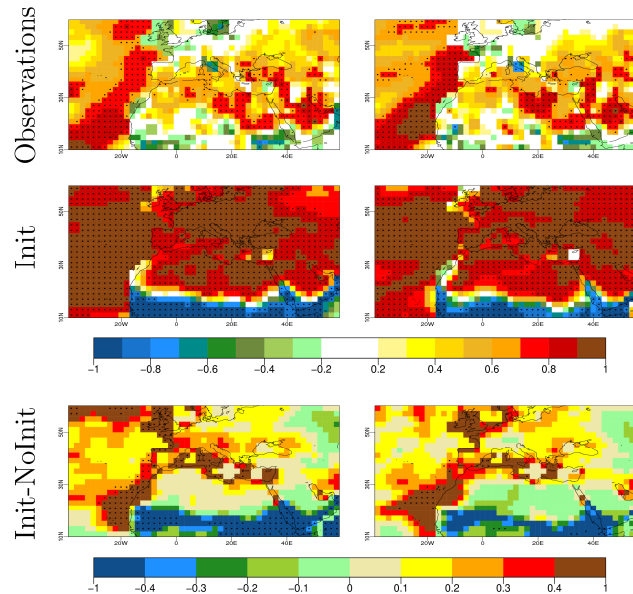 Observations
50N
30N
10N
20W 0 20E 40E
50N
30N
10N
20W 0 20E 40E
Init
50N
30N
10N
20W 0 20E 40E
50N
30N
10N
20W 0 20E 40E
−1 −0.8 −0.6 −0.4 −0.2 0.2 0.4 0.6 0.8 1
Init-NoInit
50N
30N
10N
20W 0 20E 40E
50N
30N
10N
20W 0 20E 40E
−1 −0.4 −0.3 −0.2 −0.1 0 0.1 0.2 0.3 0.4 1